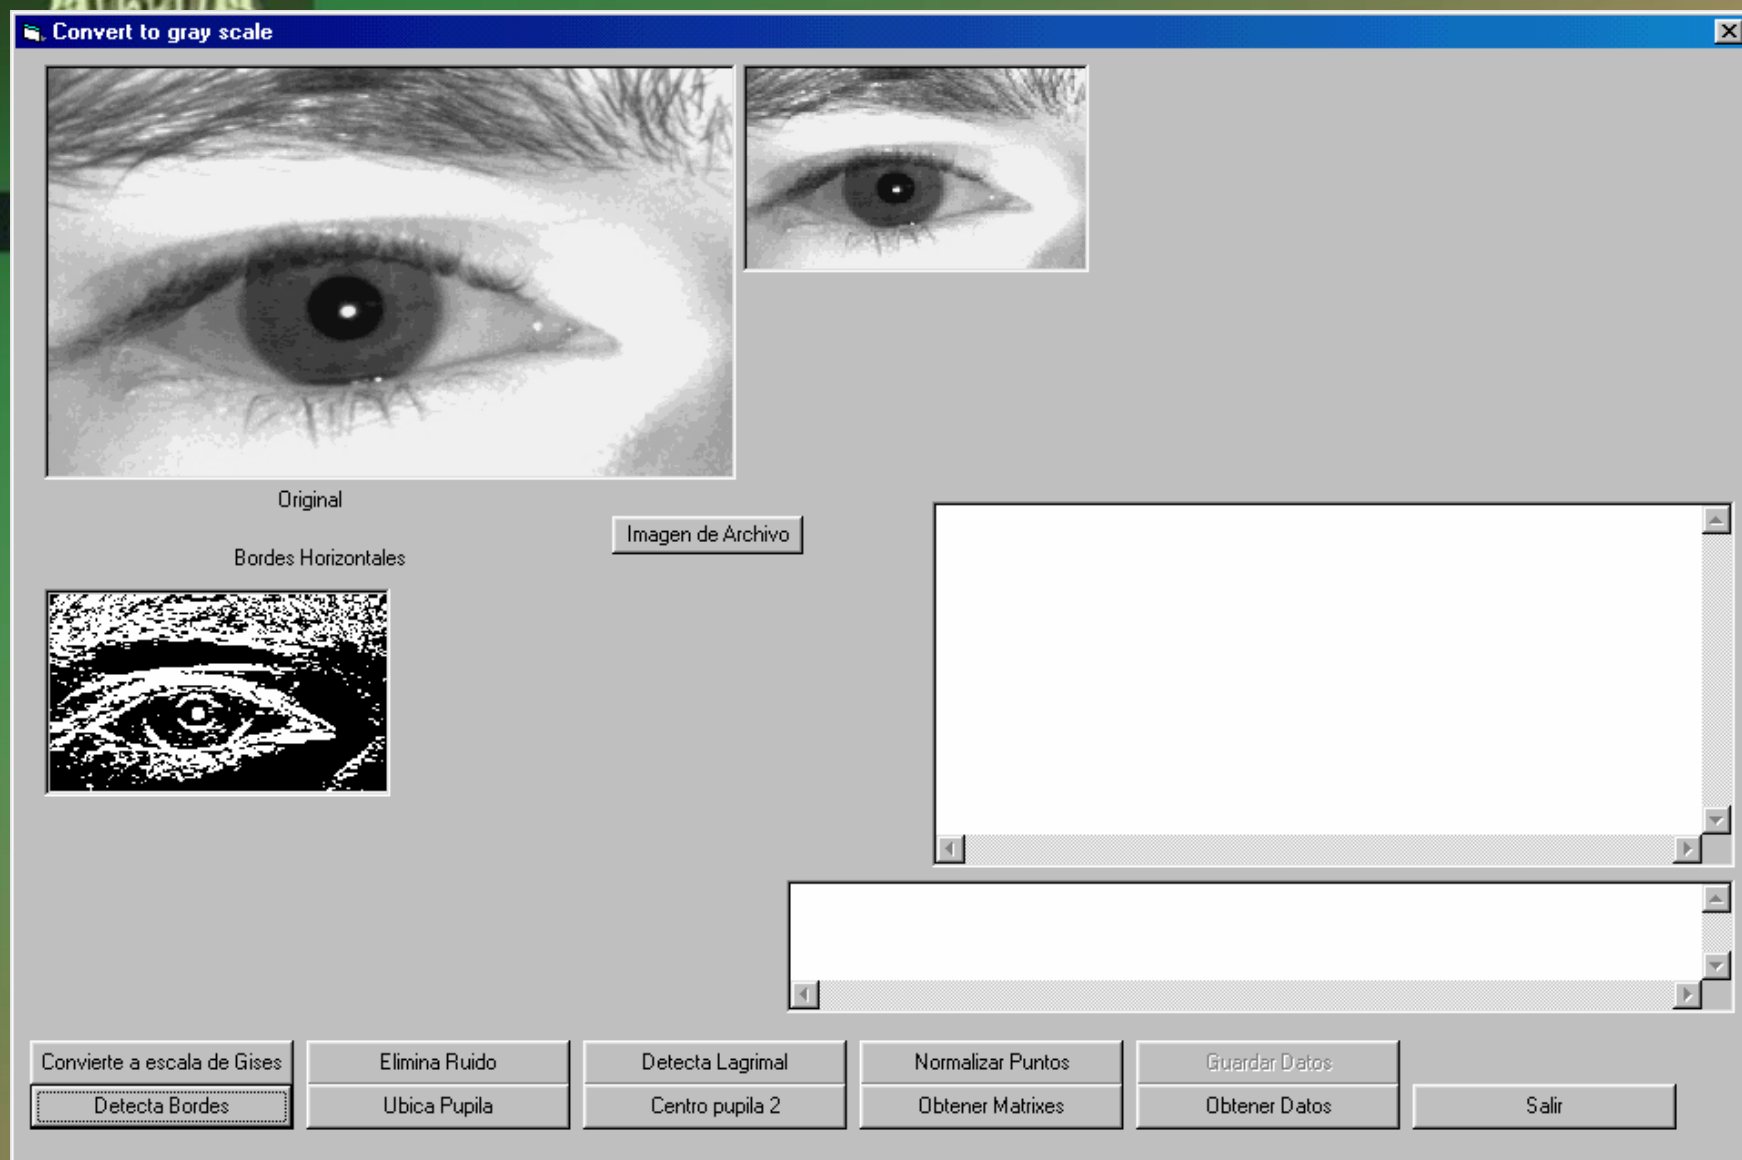 Convert to gray scale
Original
Imagen de Archivo
Bordes Horizontales
Convierte a escala de Gises
Elimina Ruido
Detecta Lagrimal
Normalizar Puntos
Guardar Datos
Detecta Bordes
Ubica Pupila
Centro pupila 2
Obtener Matrixes
Obtener Datos
Salir